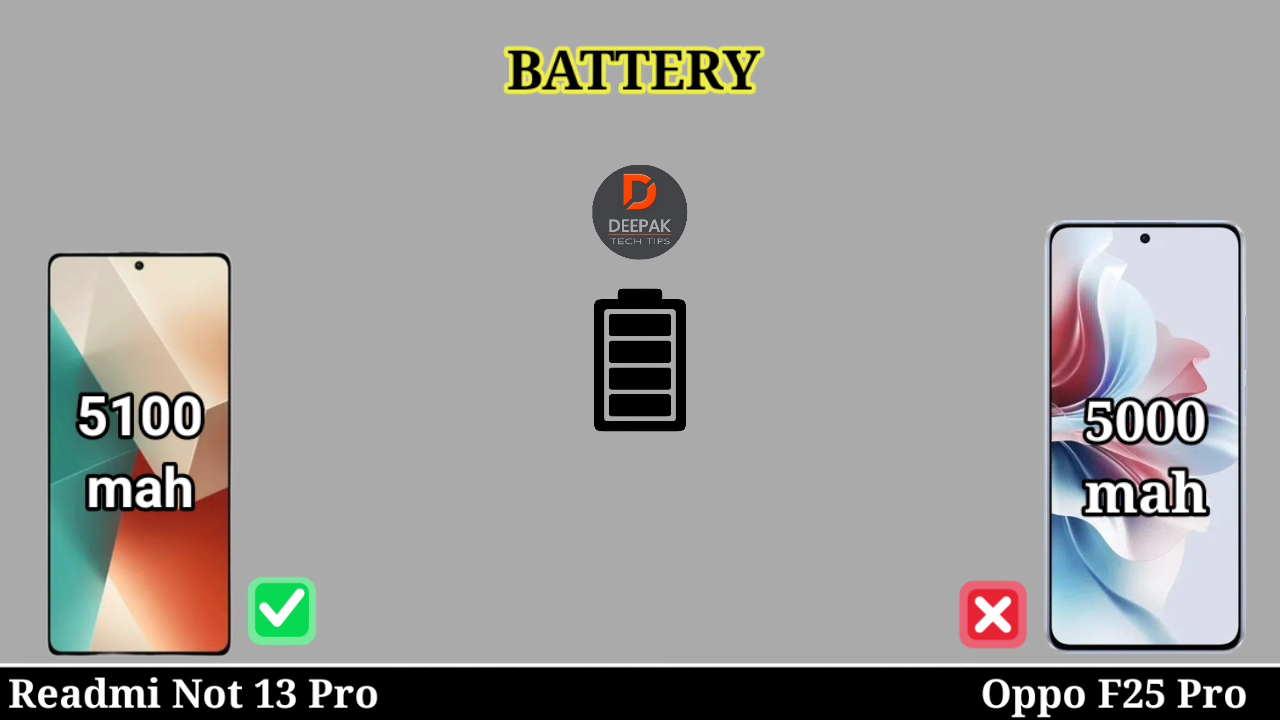 BATTERY
DEEPAK
TECH TIPS
5100
mah
5000
mah
Readmi Not 13 Pro
Oppo F25 Pro